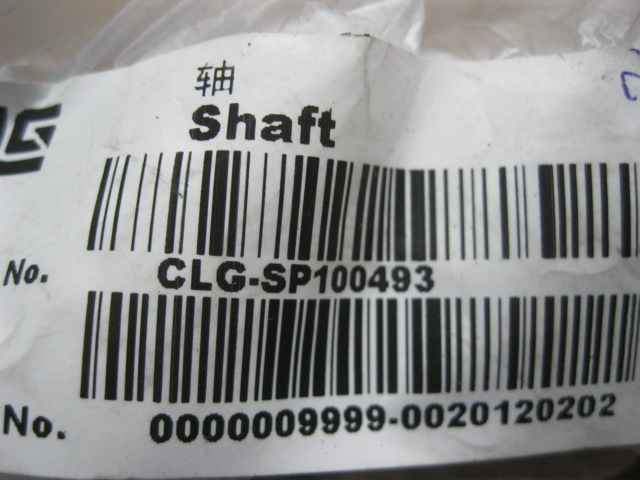 轴
Shaft
No. CLG-SP100493
No. 0000009999-0020120202